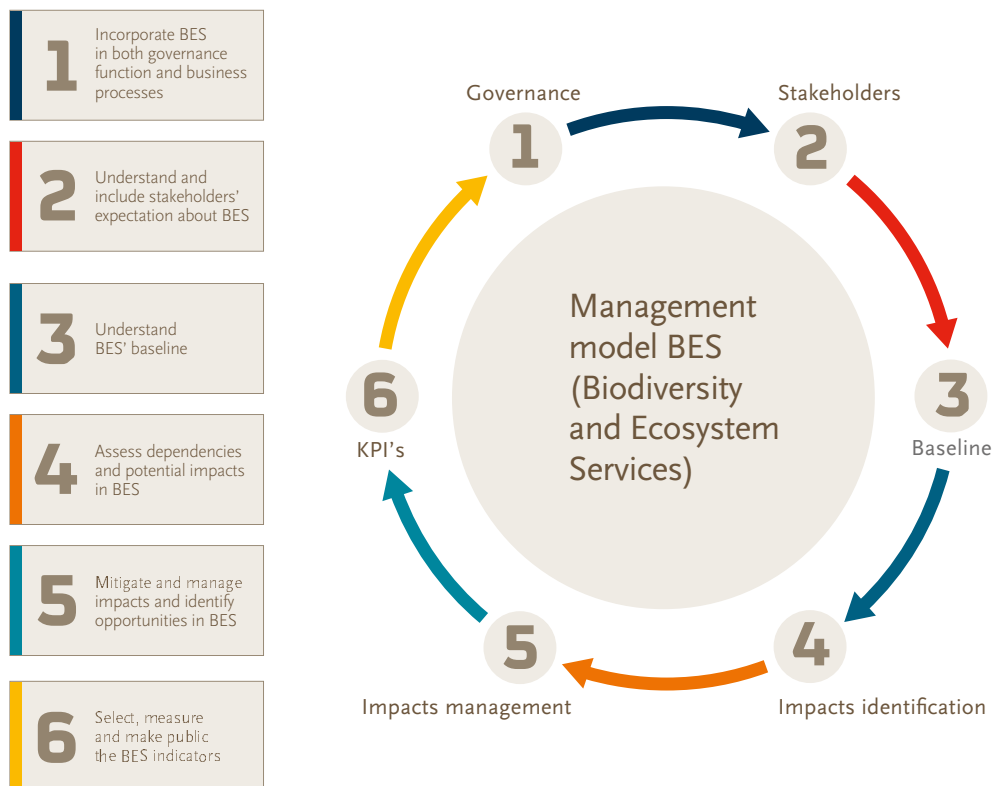 1
Incorporate BES
in both governance
function and business
processes
2
Understand and
include stakeholders’
expectation about BES
3
Understand
BES’ baseline
4
Assess dependencies
and potential impacts
in BES
5
Mitigate and manage
impacts and identify
opportunities in BES
6
Select, measure
and make public
the BES indicators
Governance
1
Stakeholders
2
3
Baseline
4
Impacts identification
5
Impacts management
6
KPI’s
Management
model BES
(Biodiversity
and Ecosystem
Services)